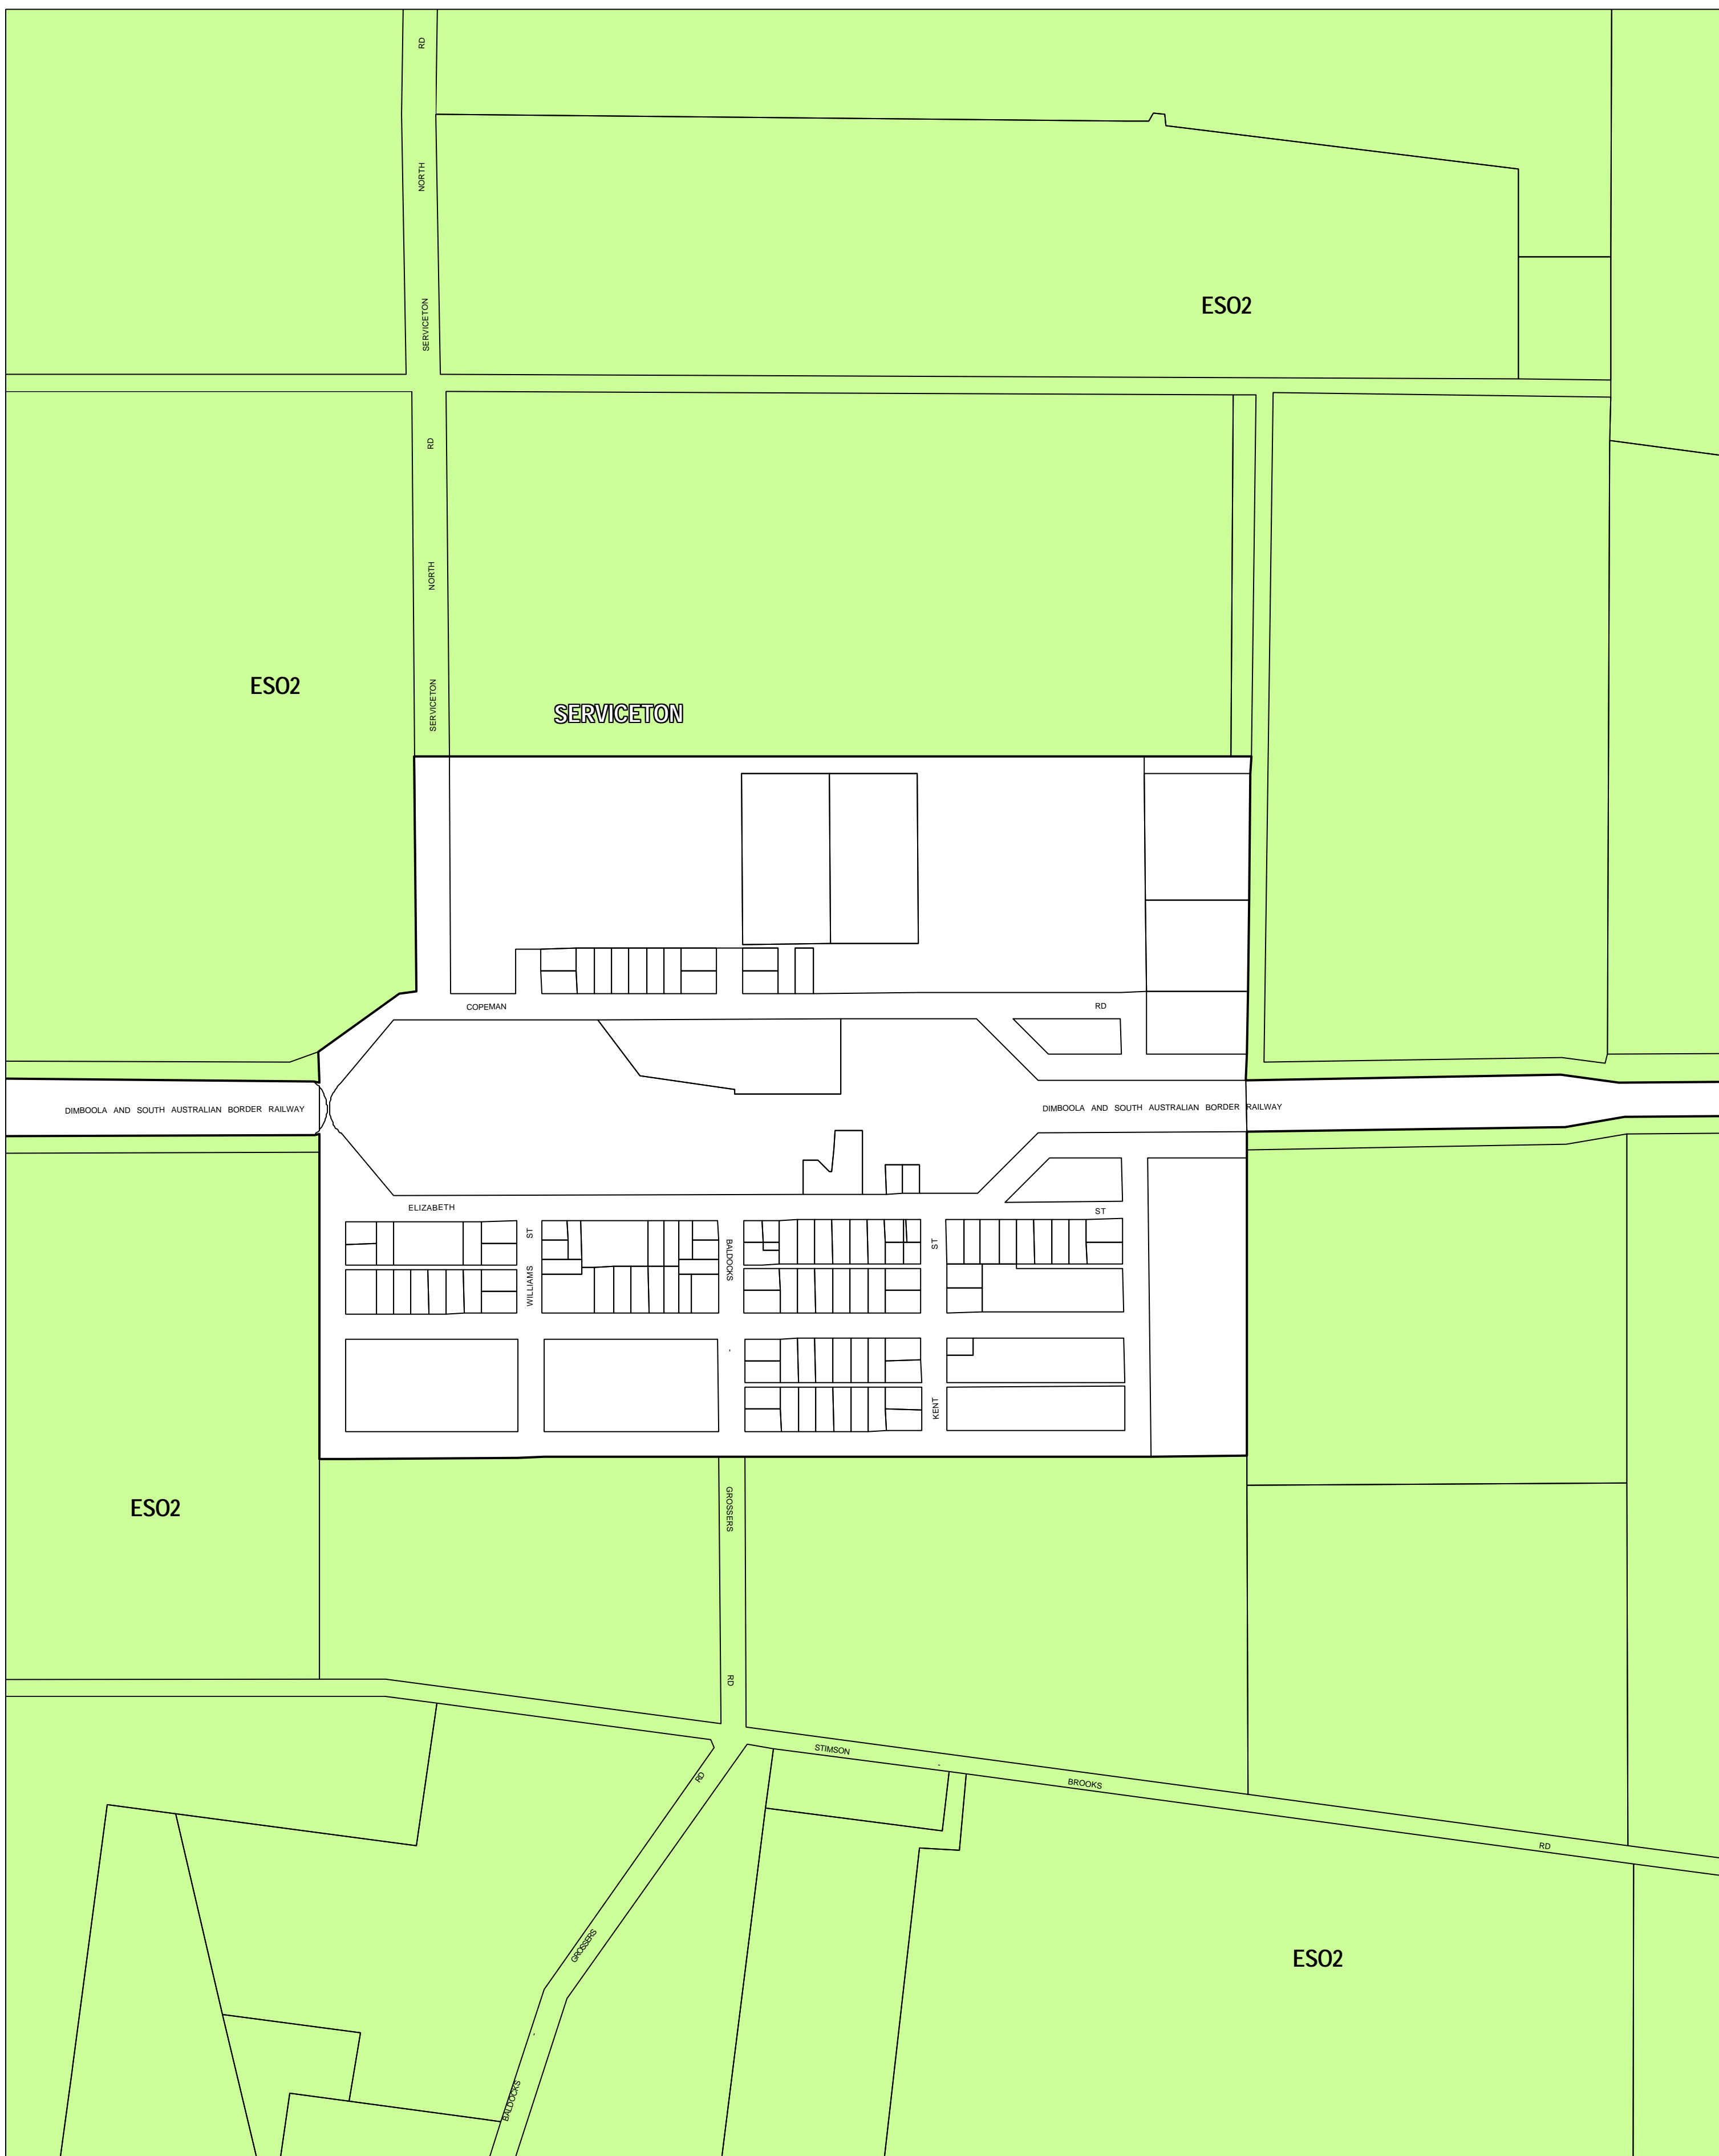 RD
NORTH
SERVICETON
ESO2
RD
NORTH
SERVICETON
ESO2
SERVICETON
COPEMAN RD
DIMBOOLA AND SOUTH AUSTRALIAN BORDER RAILWAY
DIMBOOLA AND SOUTH AUSTRALIAN BORDER RAILWAY
ELIZABETH ST
WILLIAMS ST
BALDOCKS -
KENT ST
ESO2
GROSSERS RD
STIMSON - BROOKS RD
BALDOCKS - GROSSERS RD
ESO2